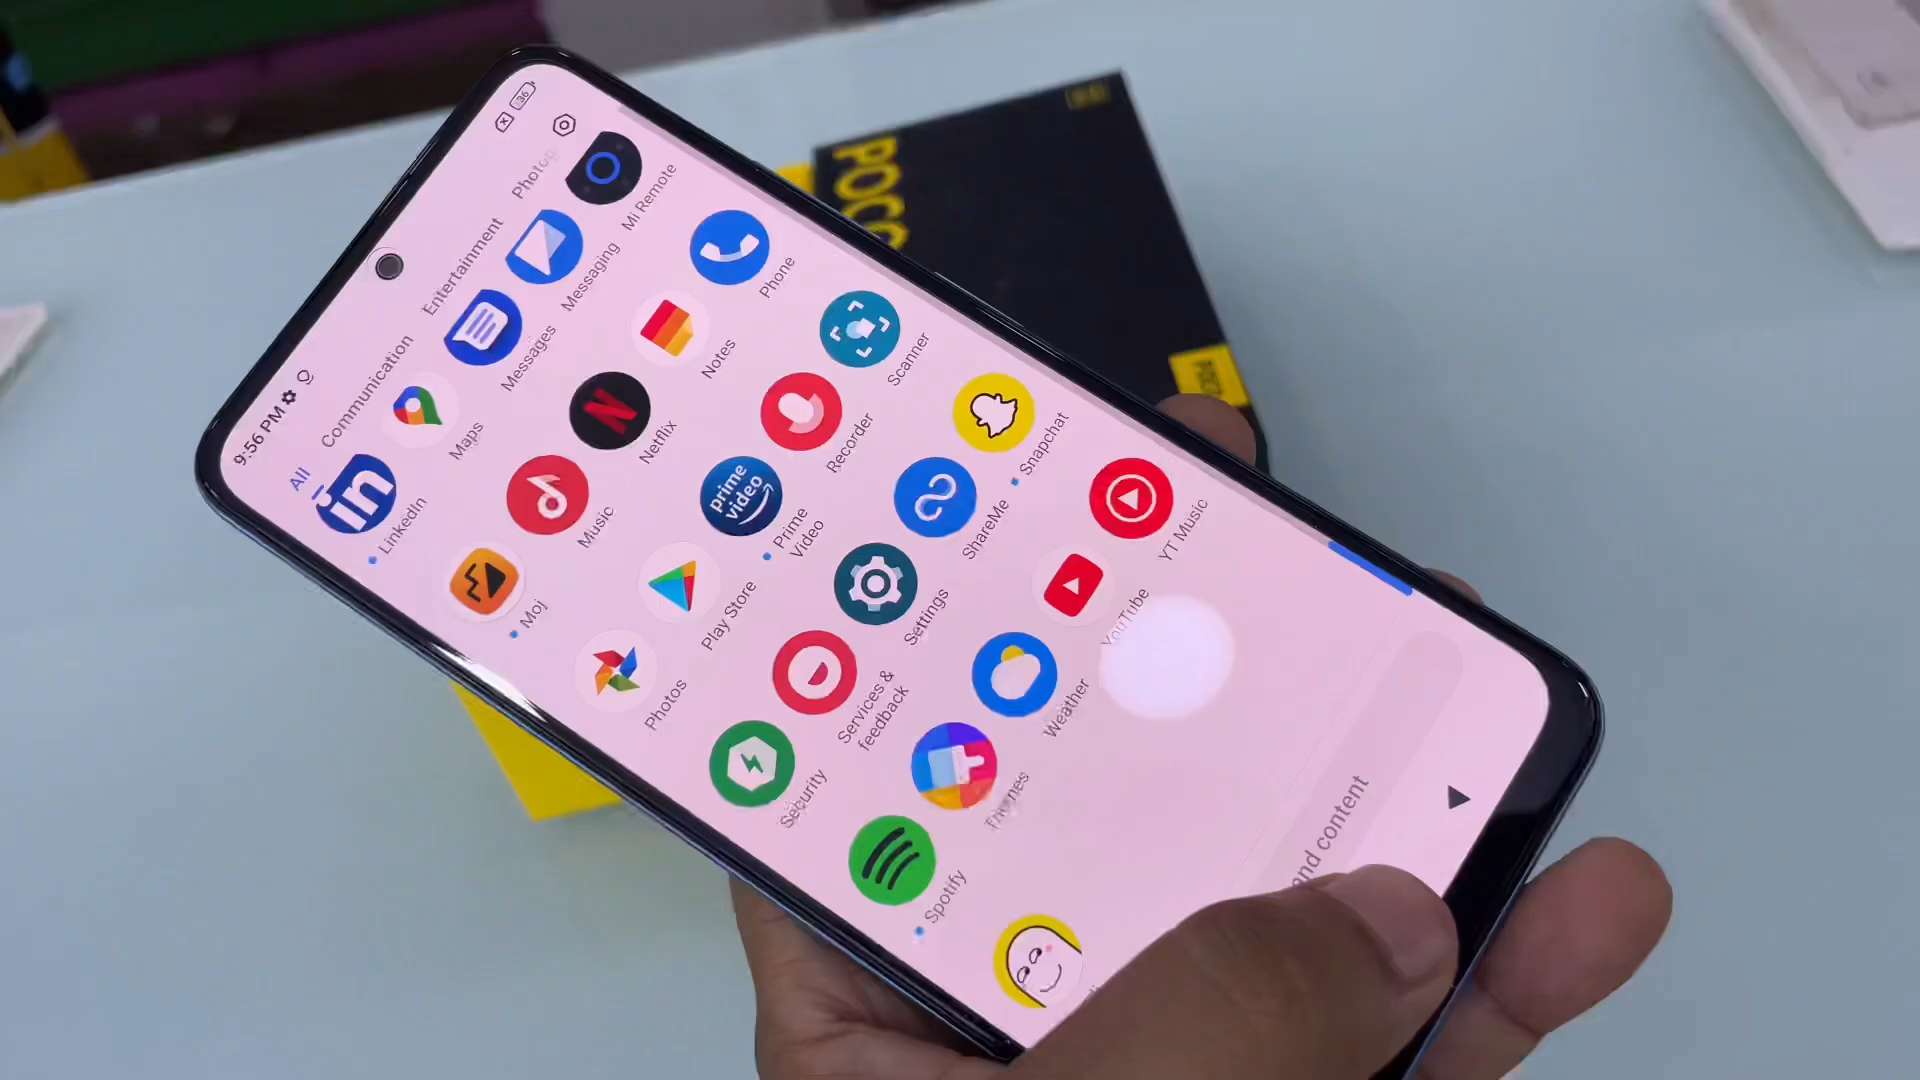 9:56 PM
36
All
Communication
Entertainment
Photog
in
LinkedIn
Maps
Messages
Messaging
Mi Remote
Moj
Music
Netflix
Notes
Phone
Photos
Play Store
prime
video
Prime
Video
Recorder
Scanner
Security
Services &
feedback
Settings
ShareMe
Snapchat
Spotify
Themes
Weather
YouTube
YT Music
and content
POCO